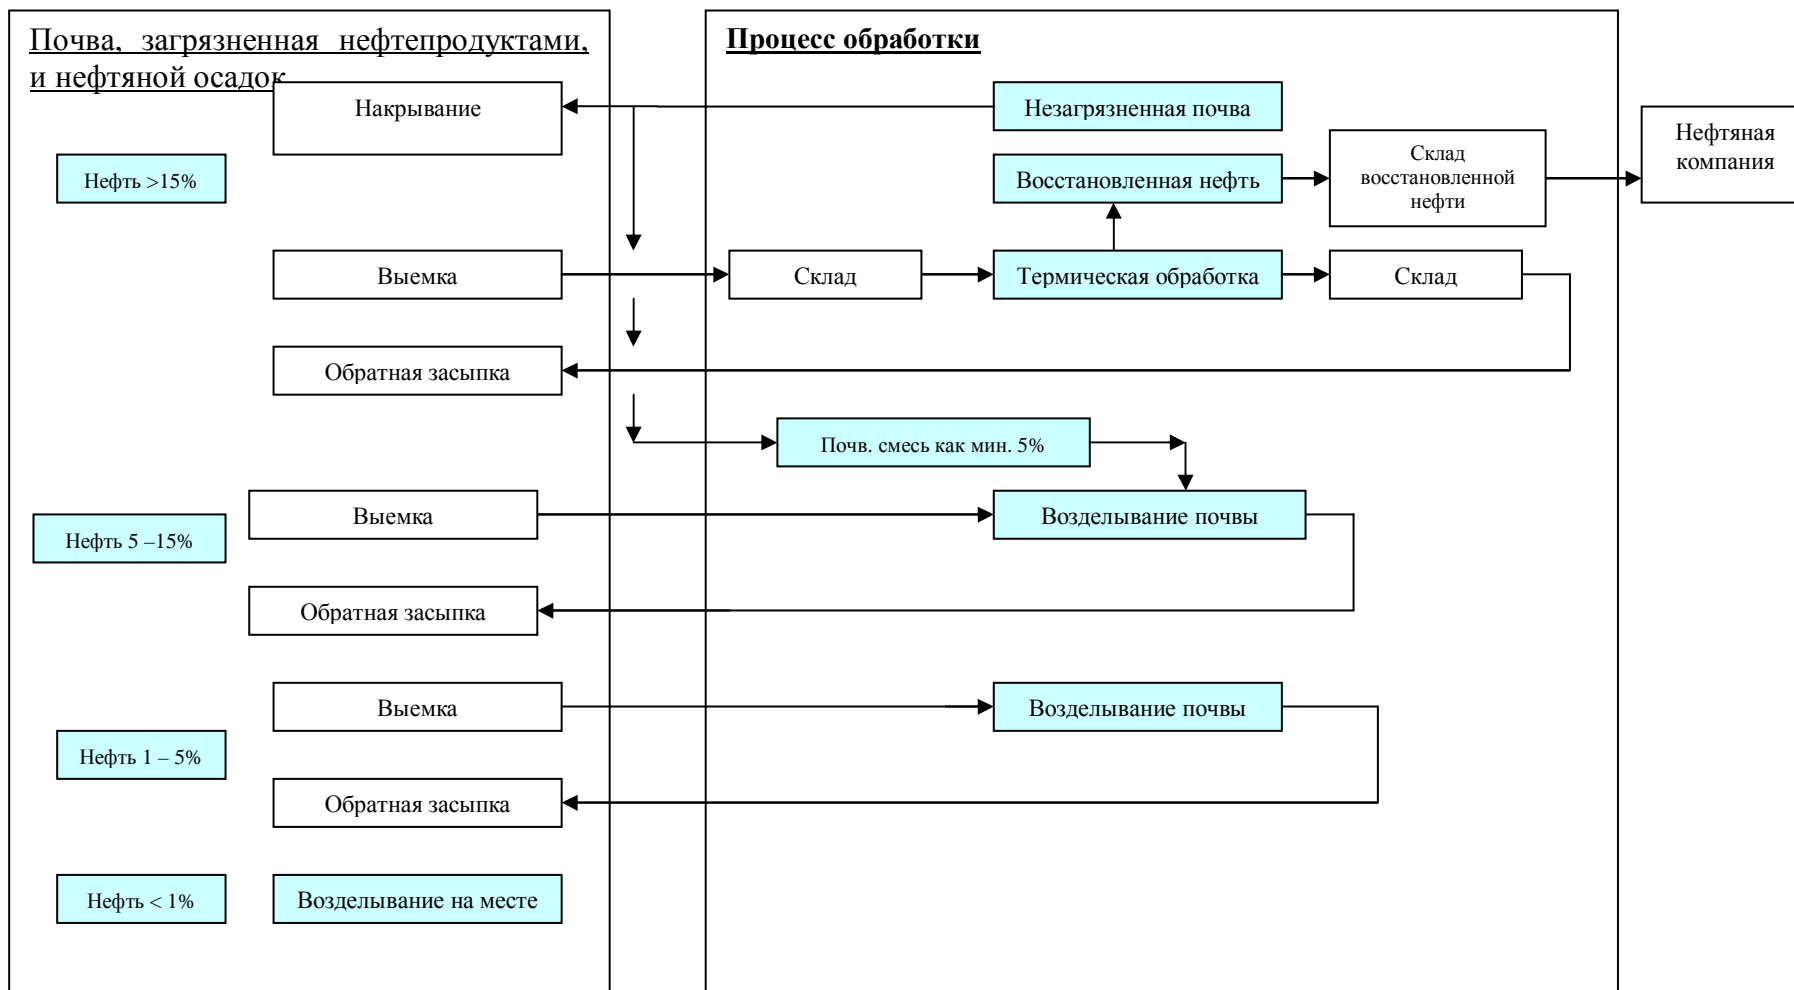 Почва, загрязненная нефтепродуктами,
и нефтяной осадок
Процесс обработки
Накрывание
Незагрязненная почва
Нефтяная
компания
Склад
восстановленной
нефти
Нефть >15%
Восстановленная нефть
Выемка
Склад
Термическая обработка
Склад
Обратная засыпка
Почв. смесь как мин. 5%
Выемка
Возделывание почвы
Нефть 5 –15%
Обратная засыпка
Выемка
Возделывание почвы
Нефть 1 – 5%
Обратная засыпка
Нефть < 1%
Возделывание на месте